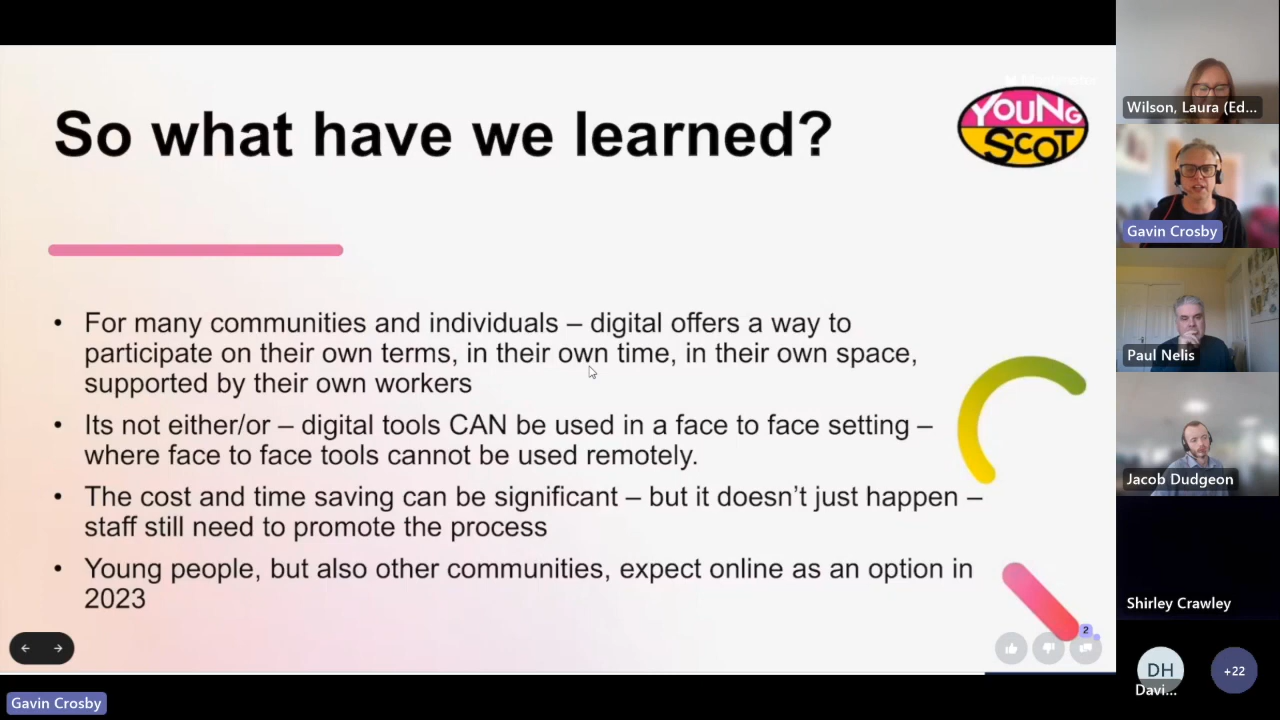 So what have we learned?
YOUNG
SCOT
• For many communities and individuals – digital offers a way to
participate on their own terms, in their own time, in their own space,
supported by their own workers
• Its not either/or – digital tools CAN be used in a face to face setting –
where face to face tools cannot be used remotely.
• The cost and time saving can be significant – but it doesn’t just happen –
staff still need to promote the process
• Young people, but also other communities, expect online as an option in
2023
2
Gavin Crosby
Wilson, Laura (Ed...
Gavin Crosby
Paul Nelis
Jacob Dudgeon
Shirley Crawley
DH
Davi...
+22